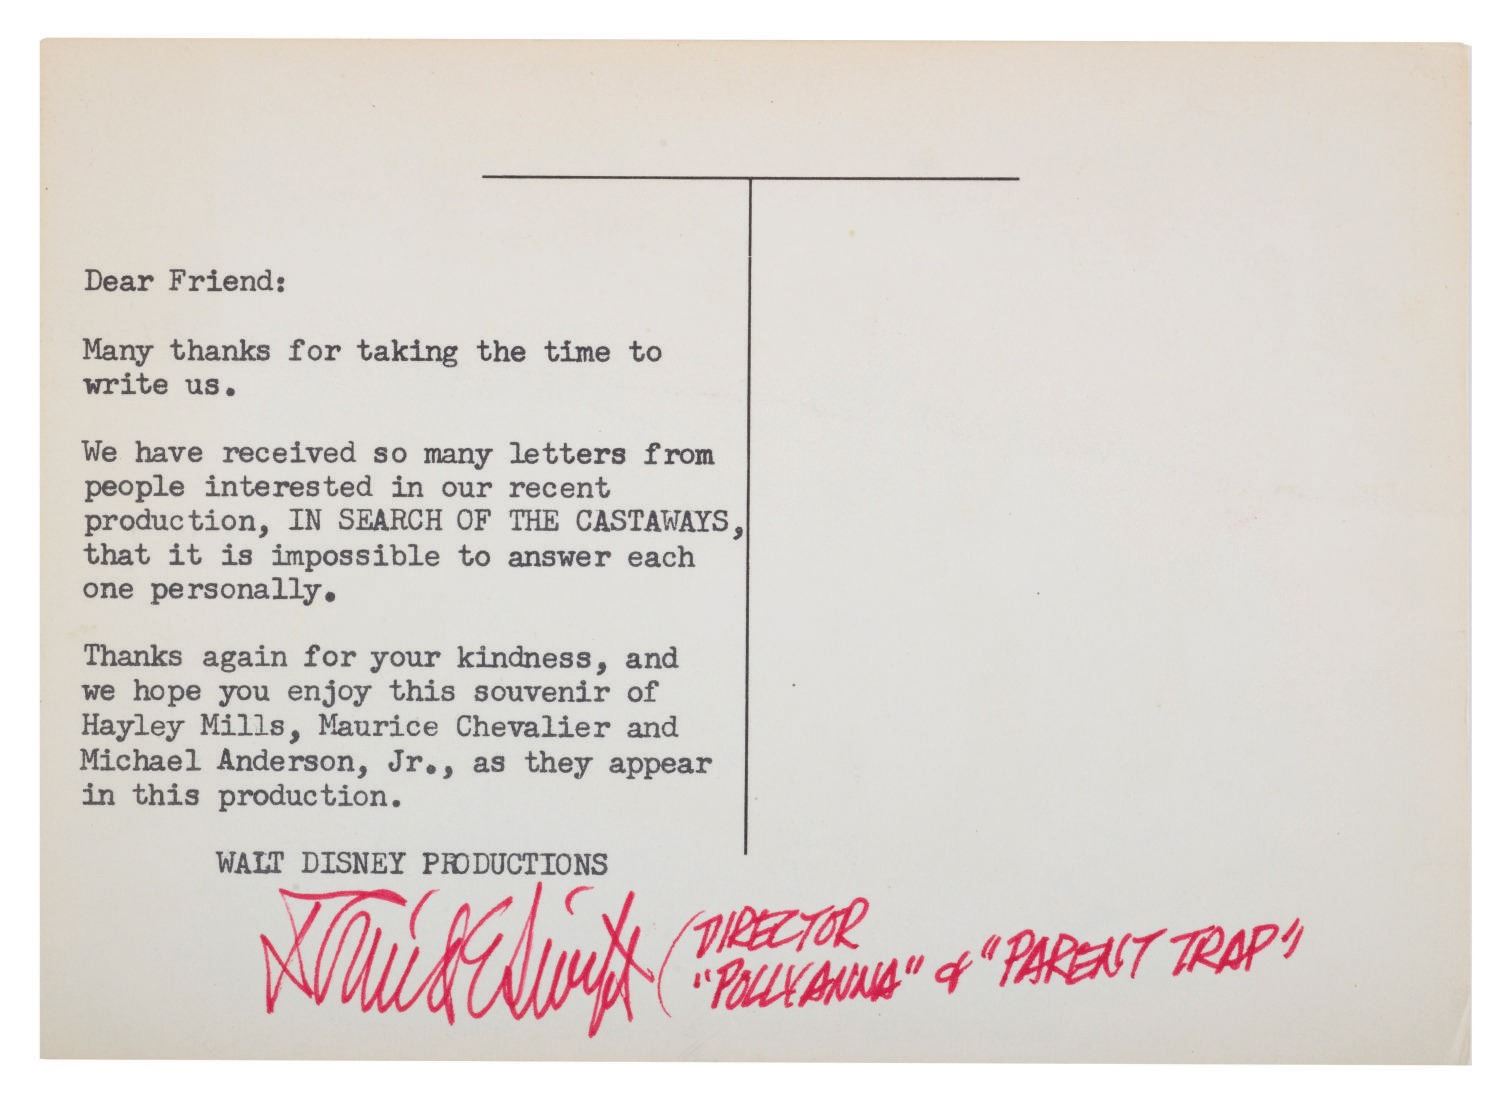 Dear Friend:
Many thanks for taking the time to
write us.
We have received so many letters from
people interested in our recent
production, IN SEARCH OF THE CASTAWAYS,
that it is impossible to answer each
one personally.
Thanks again for your kindness, and
we hope you enjoy this souvenir of
Hayley Mills, Maurice Chevalier and
Michael Anderson, Jr., as they appear
in this production.
WALT DISNEY PRODUCTIONS
David Swift (DIRECTOR
"POLLYANNA" & "PARENT TRAP"